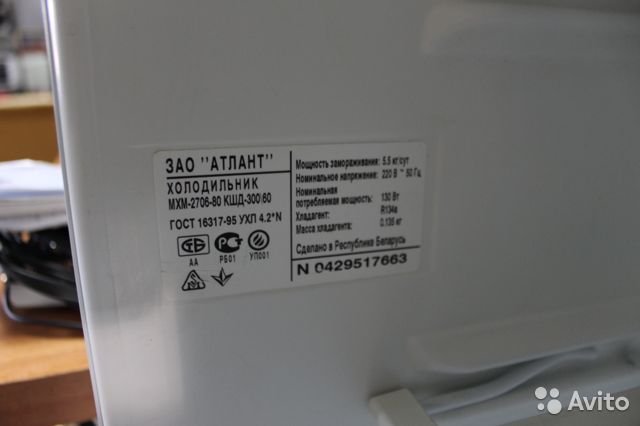 ЗАО "АТЛАНТ"
ХОЛОДИЛЬНИК
МХМ-2706-80 КШД-300/60
ГОСТ 16317-95 УХЛ 4.2*N
АА
РБ01
УП001
Мощность замораживания: 5.5 кг/сут
Номинальное напряжение: 220 В ~ 50 Гц
Номинальная
потребляемая мощность: 130 Вт
Хладагент: R134a
Масса хладагента: 0.135 кг
Сделано в Республике Беларусь
N 0429517663
Avito